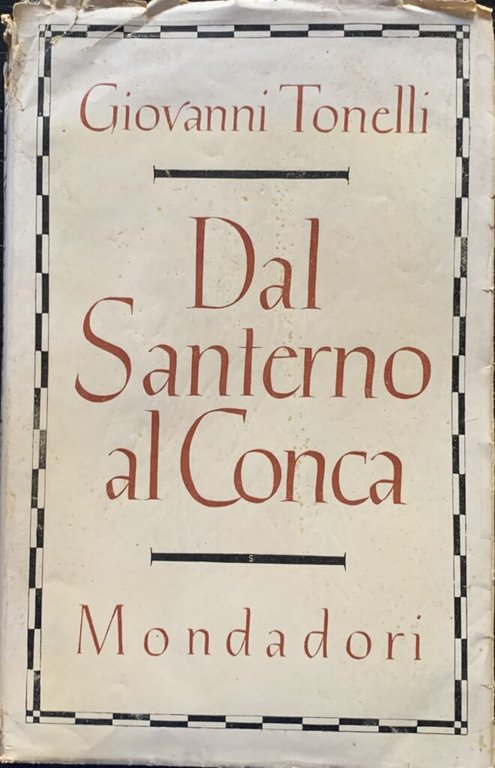 Giovanni Tonelli
Dal
Santerno
al Conca
S
Mondadori